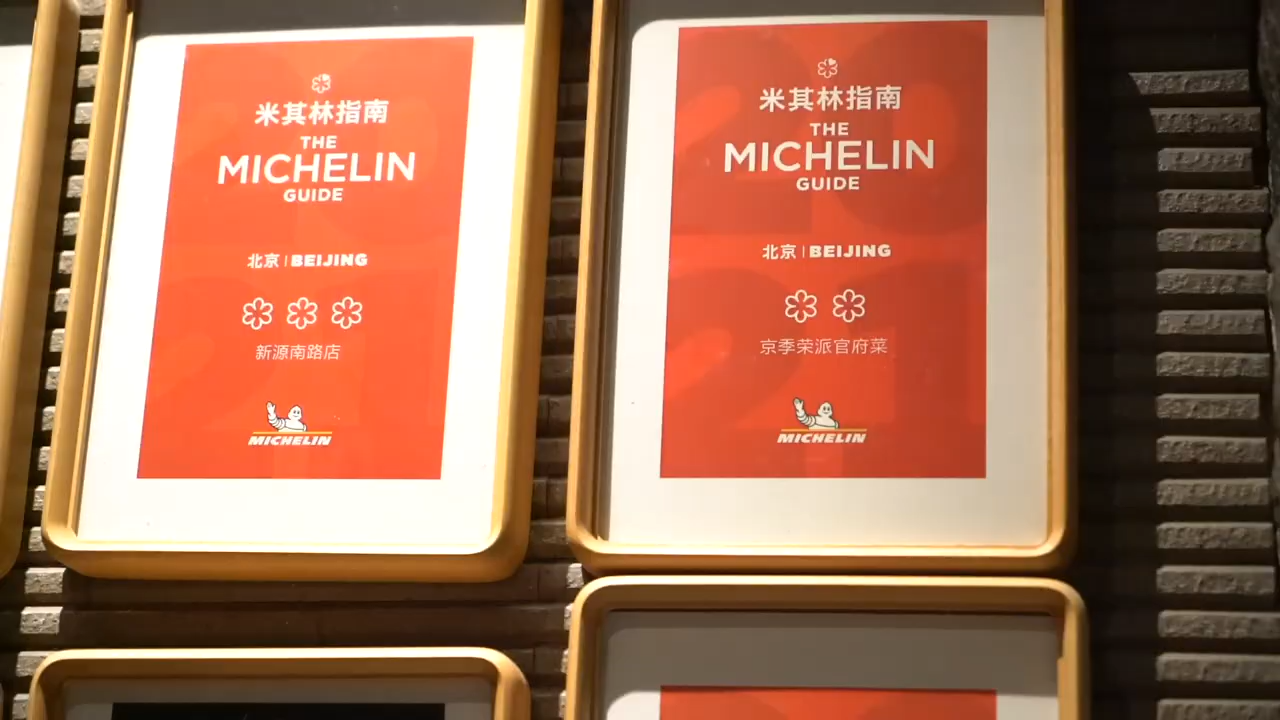 米其林指南
THE
MICHELIN
GUIDE
北京 | BEIJING
新源南路店
MICHELIN
米其林指南
THE
MICHELIN
GUIDE
北京 | BEIJING
京季荣派官府菜
MICHELIN
2021